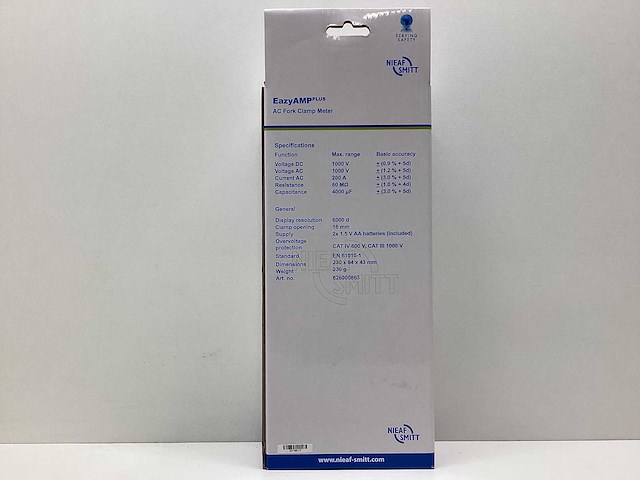 SERVING
SAFETY
NIEAF
SMITT
EazyAMP PLUS
AC Fork Clamp Meter
Specifications
Function Max. range Basic accuracy
Voltage DC 1000 V ± (0.9 % + 5d)
Voltage AC 1000 V ± (1.2 % + 5d)
Current AC 200 A ± (3.0 % + 5d)
Resistance 60 MΩ ± (1.0 % + 4d)
Capacitance 4000 µF ± (3.0 % + 5d)
General
Display resolution 6000 d
Clamp opening 16 mm
Supply 2x 1.5 V AA batteries (included)
Overvoltage
protection CAT IV 600 V, CAT III 1000 V
Standard EN 61010-1
Dimensions 230 x 64 x 43 mm
Weight 230 g
Art. no.
NIEAF
SMITT
NIEAF
SMITT
www.nieaf-smitt.com